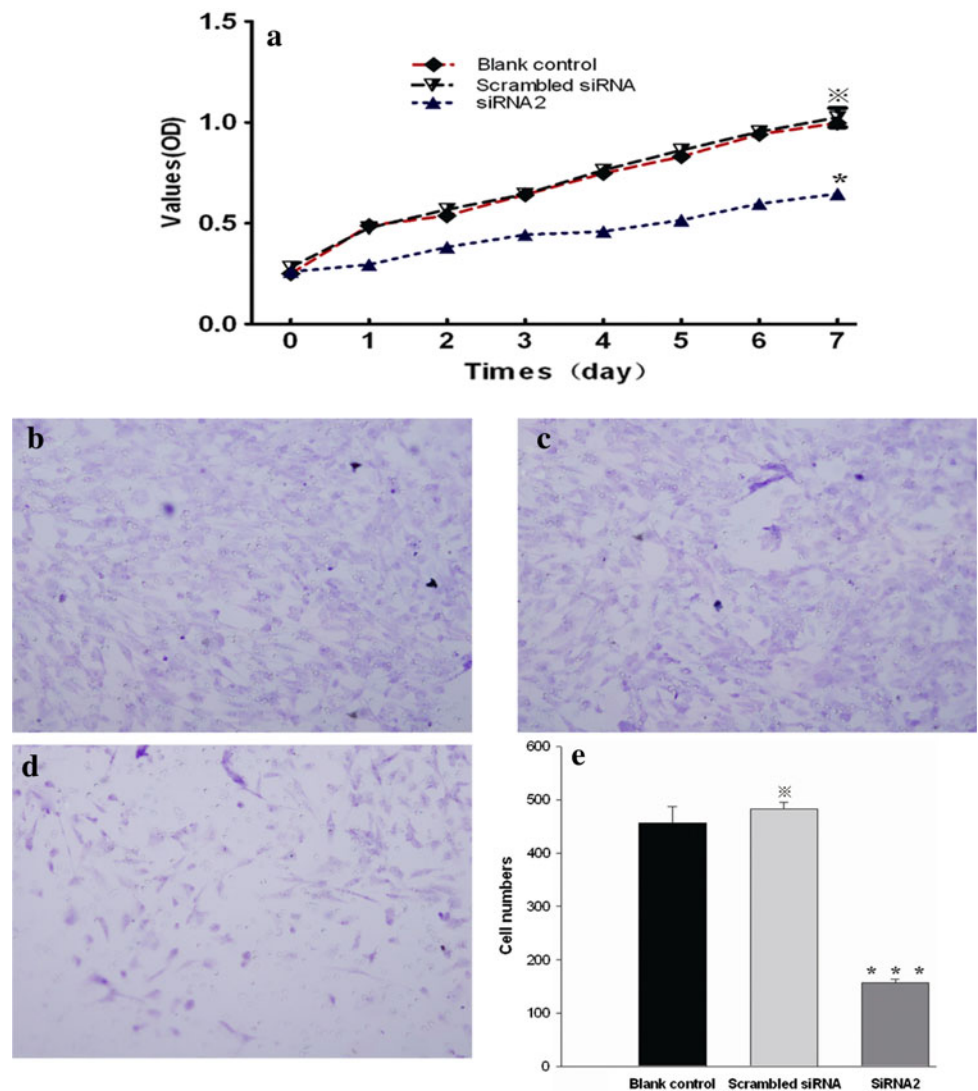 a
Blank control
Scrambled siRNA
siRNA2
1.5
1.0
0.5
0.0
Values(OD)
※
*
0 1 2 3 4 5 6 7
Times (day)
b
c
d
e
600
500
400
300
200
100
0
Cell numbers
※
* * *
Blank control Scrambled siRNA SiRNA2